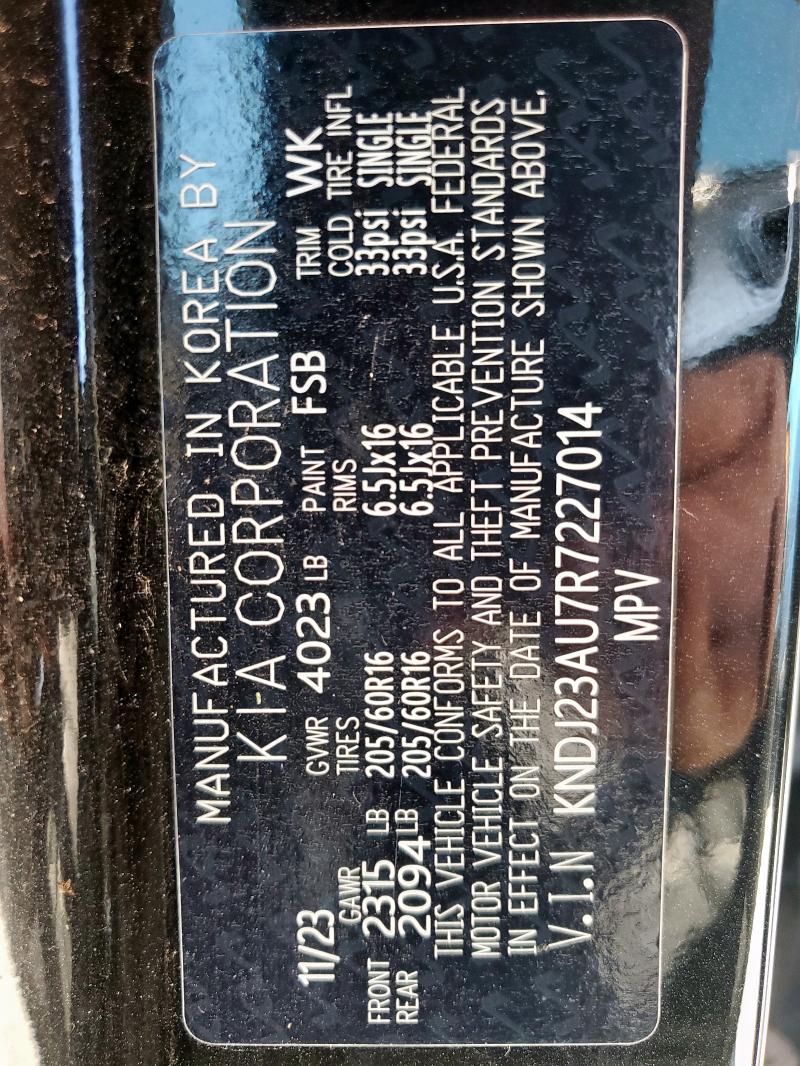 MANUFACTURED IN KOREA BY
KIA CORPORATION
11/23 GVWR 4023 LB PAINT FSB TRIM WK
GAWR TIRES RIMS COLD TIRE INFL
FRONT 2315 LB 205/60R16 6.5Jx16 33psi SINGLE
REAR 2094 LB 205/60R16 6.5Jx16 33psi SINGLE
THIS VEHICLE CONFORMS TO ALL APPLICABLE U.S.A. FEDERAL
MOTOR VEHICLE SAFETY AND THEFT PREVENTION STANDARDS
IN EFFECT ON THE DATE OF MANUFACTURE SHOWN ABOVE.
V.I.N KNDJ23AU7R7227014
MPV